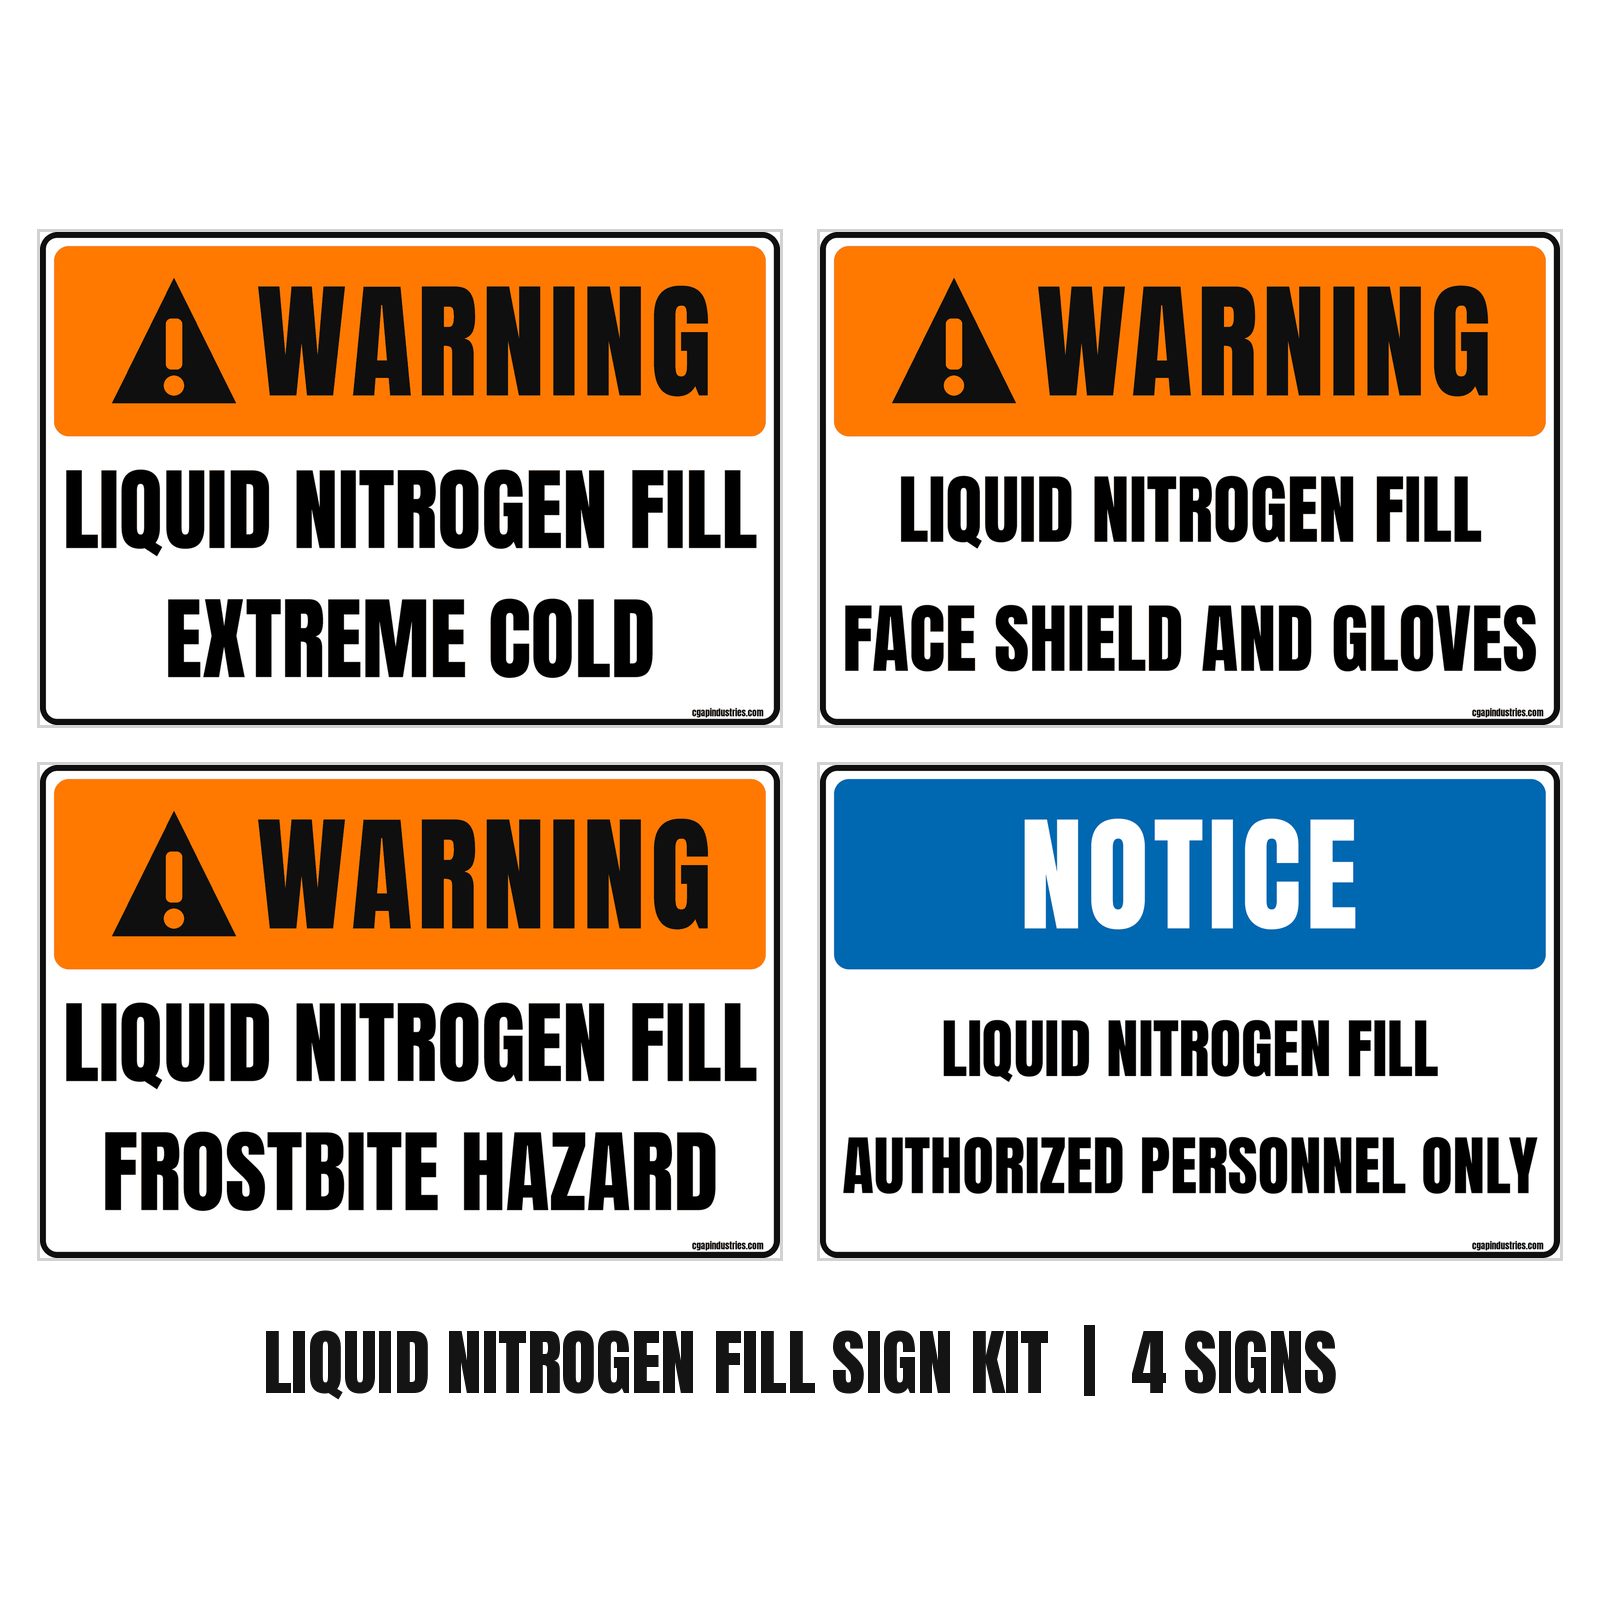 WARNING
LIQUID NITROGEN FILL
EXTREME COLD
cgapindustries.com
WARNING
LIQUID NITROGEN FILL
FACE SHIELD AND GLOVES
cgapindustries.com
WARNING
LIQUID NITROGEN FILL
FROSTBITE HAZARD
cgapindustries.com
NOTICE
LIQUID NITROGEN FILL
AUTHORIZED PERSONNEL ONLY
cgapindustries.com
LIQUID NITROGEN FILL SIGN KIT | 4 SIGNS